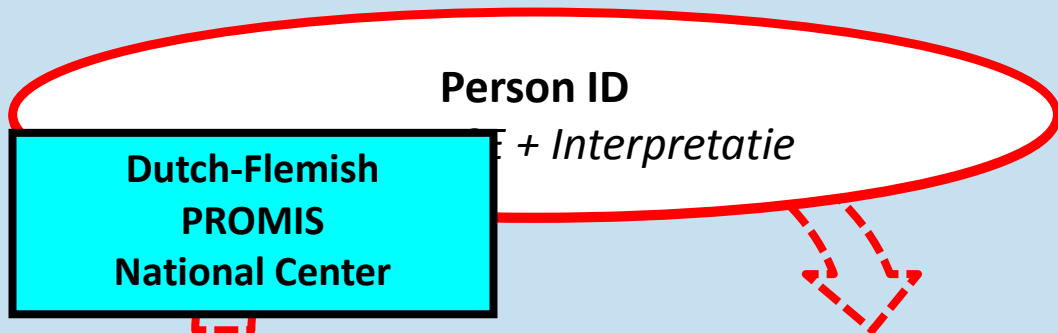 Person ID
+ Interpretatie
Dutch-Flemish
PROMIS
National Center